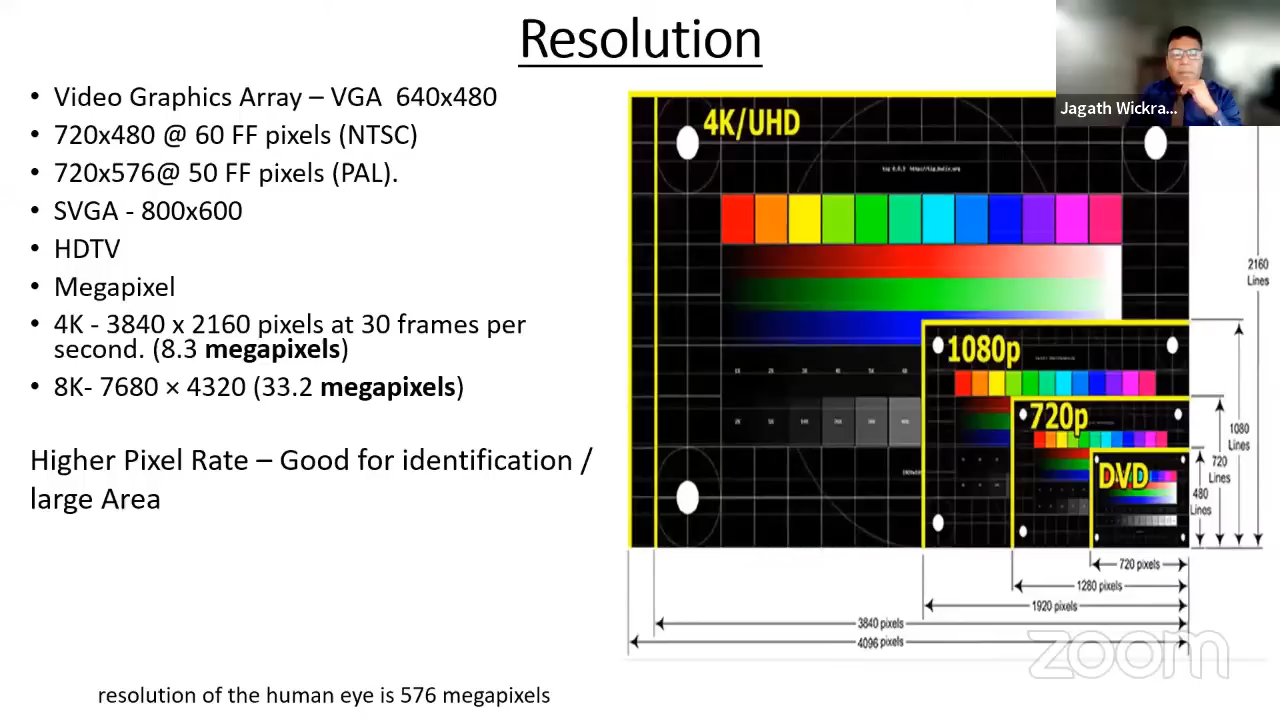 Resolution
Jagath Wickra...
• Video Graphics Array – VGA 640x480
• 720x480 @ 60 FF pixels (NTSC)
• 720x576@ 50 FF pixels (PAL).
• SVGA - 800x600
• HDTV
• Megapixel
• 4K - 3840 x 2160 pixels at 30 frames per
second. (8.3 megapixels)
• 8K- 7680 × 4320 (33.2 megapixels)
Higher Pixel Rate – Good for identification /
large Area
resolution of the human eye is 576 megapixels
4K/UHD
1080p
720p
DVD
2160
Lines
1080
Lines
720
Lines
480
Lines
720 pixels
1280 pixels
1920 pixels
3840 pixels
4096 pixels
zoom